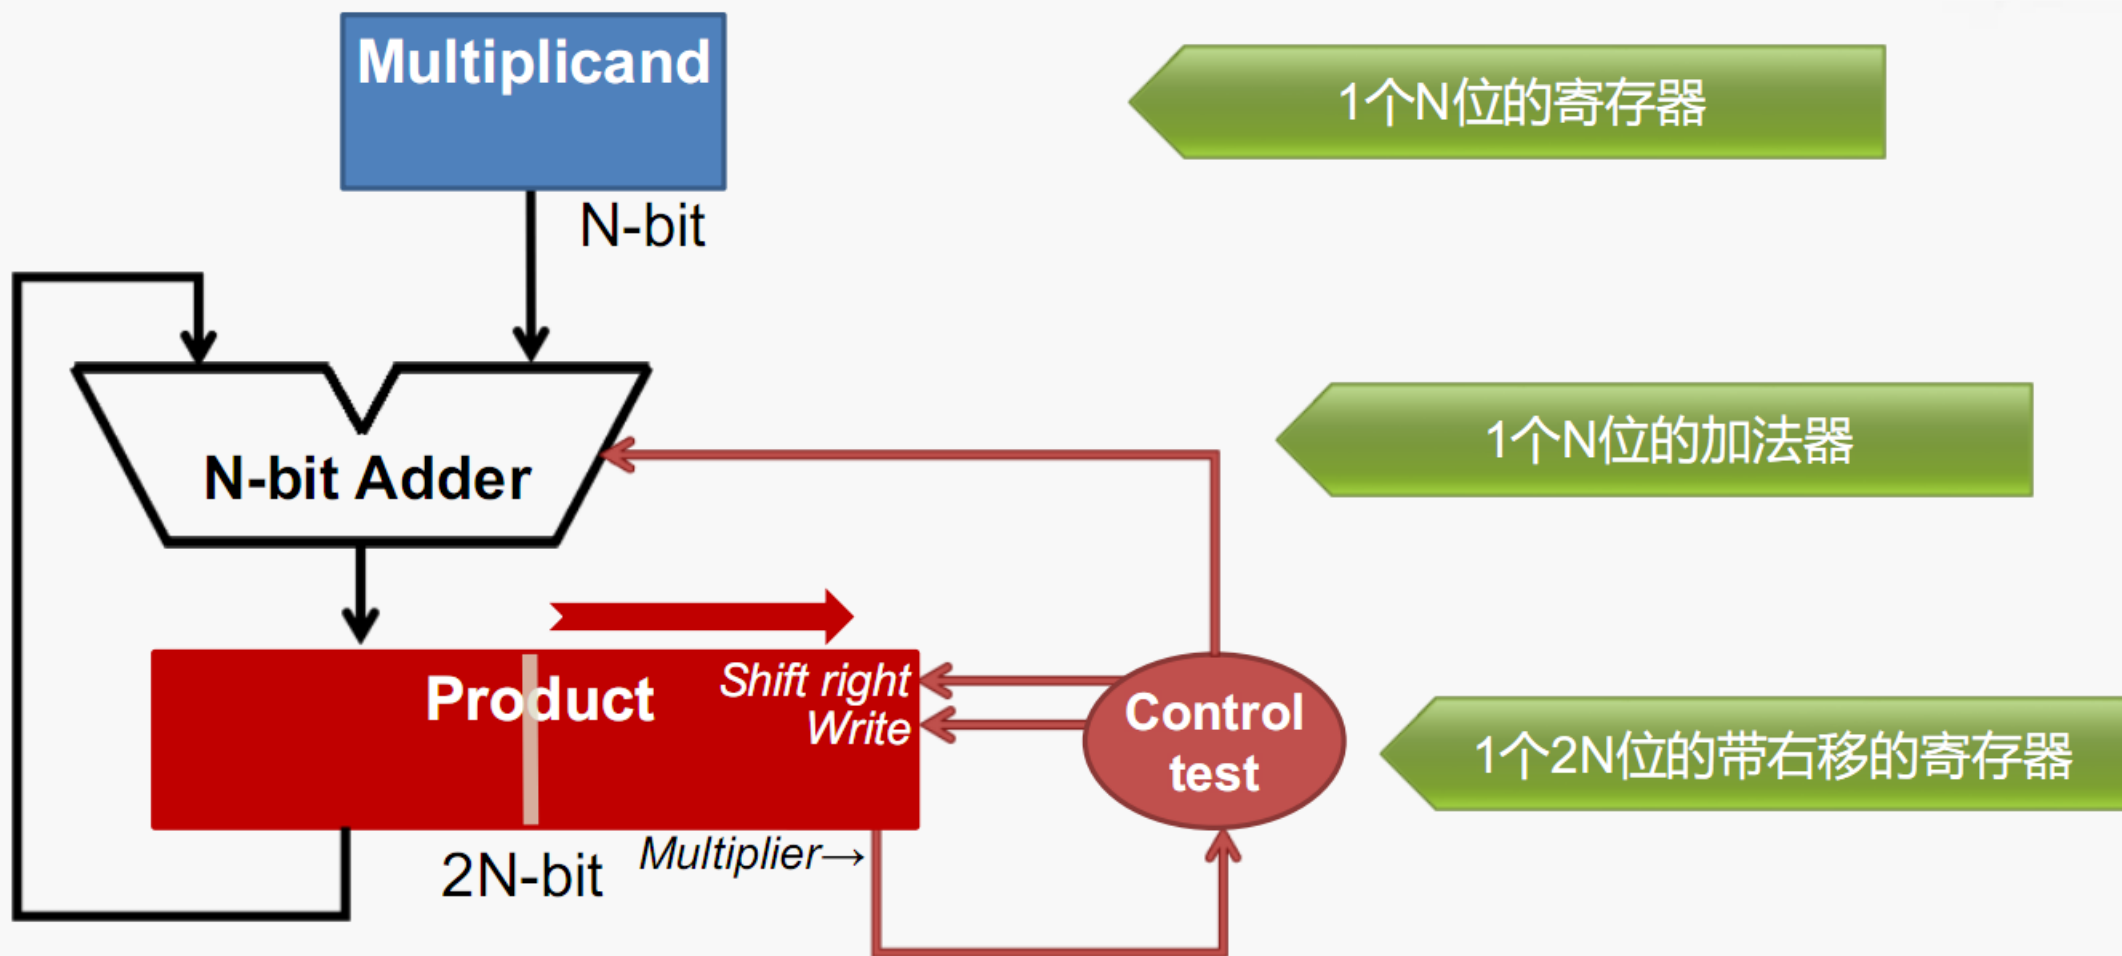 Multiplicand
1个N位的寄存器
N-bit
N-bit Adder
1个N位的加法器
Product
Shift right
Write
Control
test
1个2N位的带右移的寄存器
2N-bit
Multiplier→